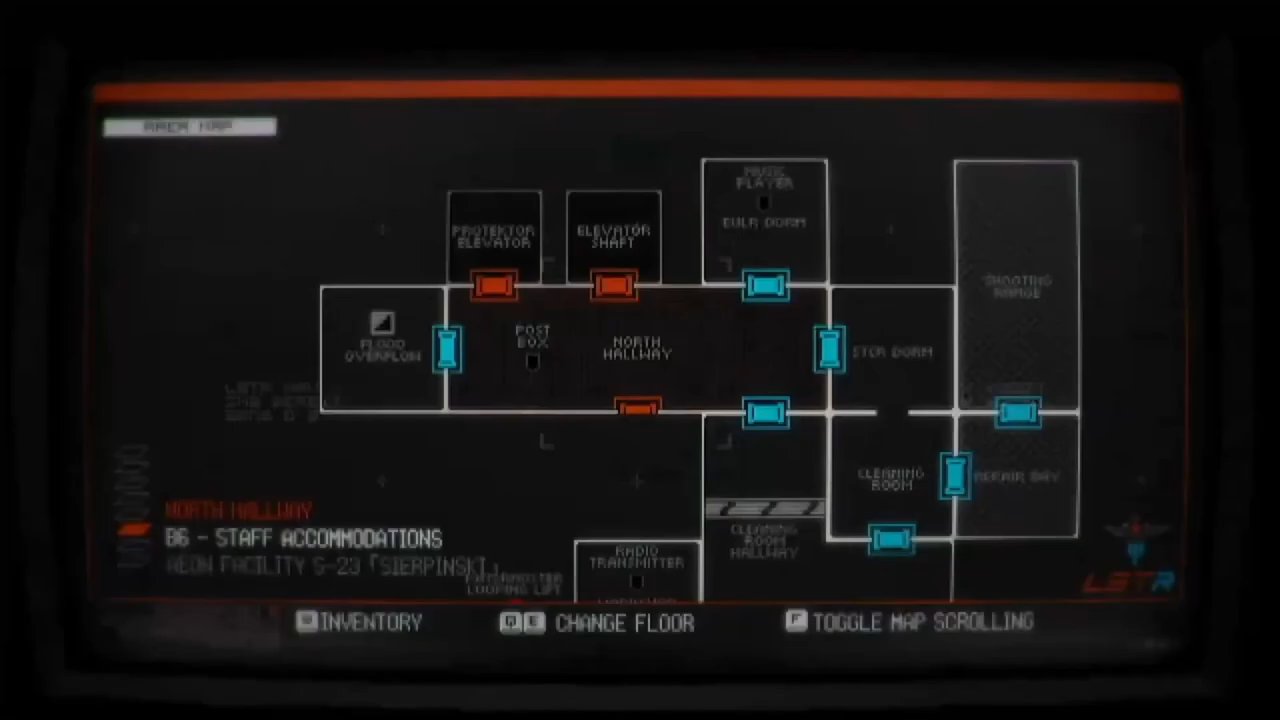 AREA MAP
MUSIC
PLAYER
EULR DORM
PROTEKTOR
ELEVATOR
ELEVATOR
SHAFT
SHOOTING
RANGE
FLOOD
OVERFLOW
POST
BOX
NORTH
HALLWAY
STCR DORM
CLEANING
ROOM
REPAIR BAY
CLEANING
ROOM
HALLWAY
RADIO
TRANSMITTER
NORTH HALLWAY
B6 - STAFF ACCOMMODATIONS
AEON FACILITY S-23 「SIERPINSKI」
LSTR
INVENTORY
CHANGE FLOOR
TOGGLE MAP SCROLLING